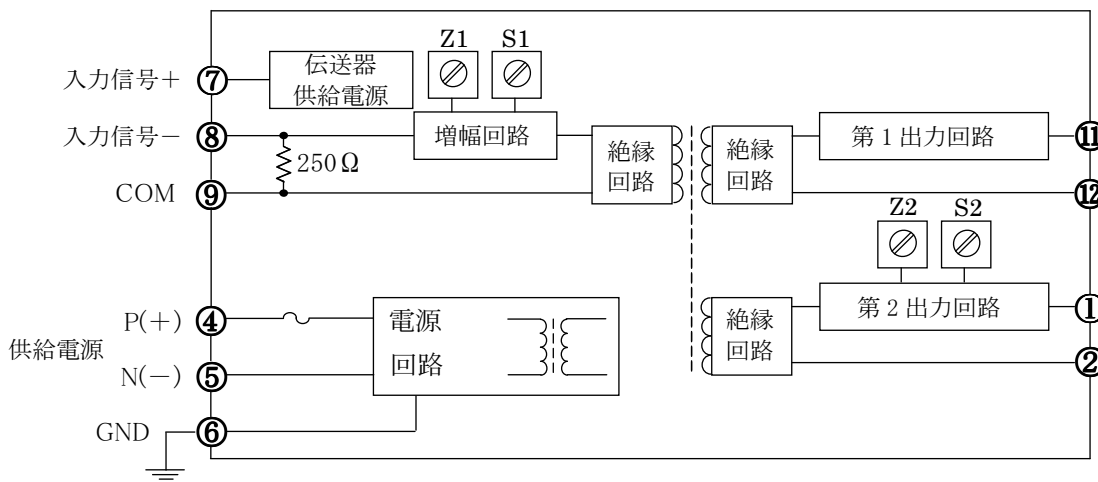 Z1 S1
入力信号＋ ⑦ 伝送器
供給電源
入力信号－ ⑧ 増幅回路 第1出力回路 ⑪
250Ω 絶縁
回路 絶縁
回路
COM ⑨ ⑫
Z2 S2
P(＋) ④ 電源
回路 絶縁
回路 第2出力回路 ①
供給電源
N(－) ⑤ ②
GND ⑥